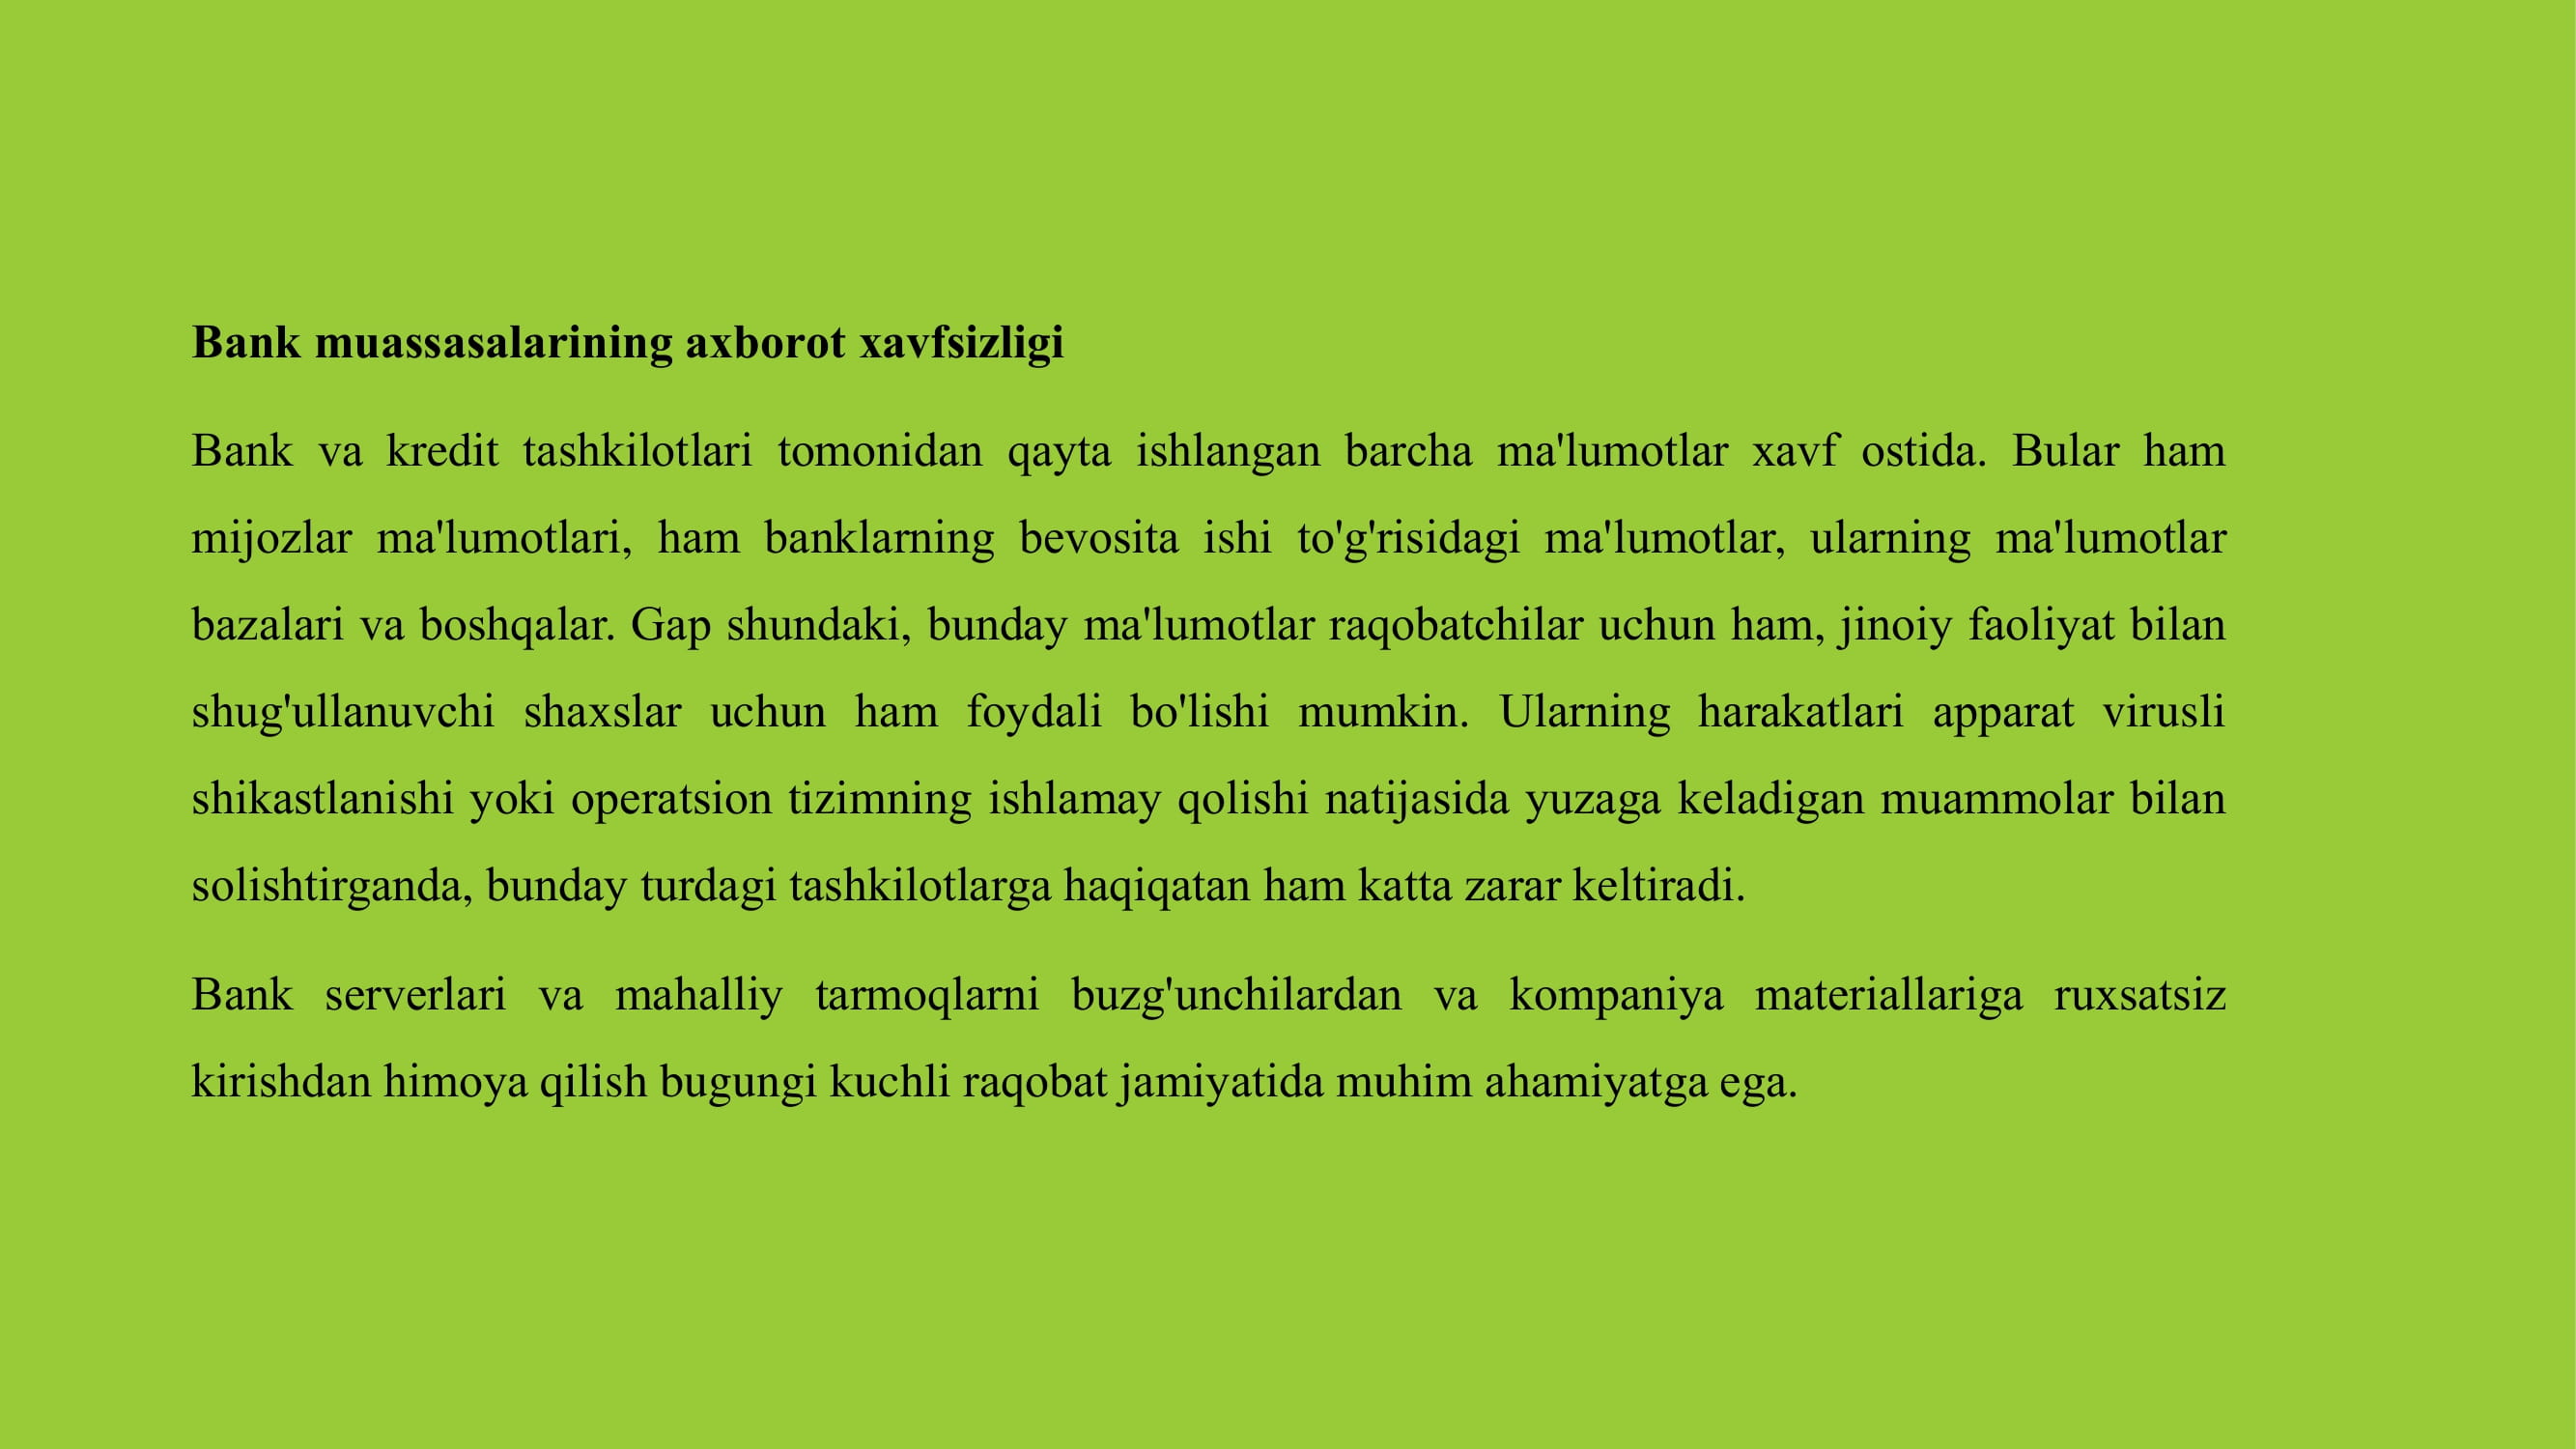 Bank muassasalarining axborot xavfsizligi
Bank va kredit tashkilotlari tomonidan qayta ishlangan barcha ma'lumotlar xavf ostida. Bular ham
mijozlar ma'lumotlari, ham banklarning bevosita ishi to'g'risidagi ma'lumotlar, ularning ma'lumotlar
bazalari va boshqalar. Gap shundaki, bunday ma'lumotlar raqobatchilar uchun ham, jinoiy faoliyat bilan
shug'ullanuvchi shaxslar uchun ham foydali bo'lishi mumkin. Ularning harakatlari apparat virusli
shikastlanishi yoki operatsion tizimning ishlamay qolishi natijasida yuzaga keladigan muammolar bilan
solishtirganda, bunday turdagi tashkilotlarga haqiqatan ham katta zarar keltiradi.
Bank serverlari va mahalliy tarmoqlarni buzg'unchilardan va kompaniya materiallariga ruxsatsiz
kirishdan himoya qilish bugungi kuchli raqobat jamiyatida muhim ahamiyatga ega.